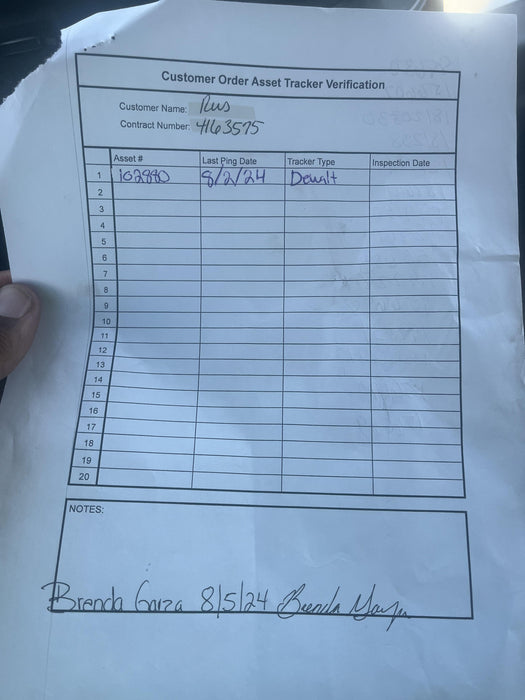 Customer Order Asset Tracker Verification
Customer Name: Rus
Contract Number: 4163575
Asset # Last Ping Date Tracker Type Inspection Date
1 102980 8/2/24 Dewalt
2
3
4
5
6
7
8
9
10
11
12
13
14
15
16
17
18
19
20
NOTES:
Brenda Garza 8/5/24 Brenda